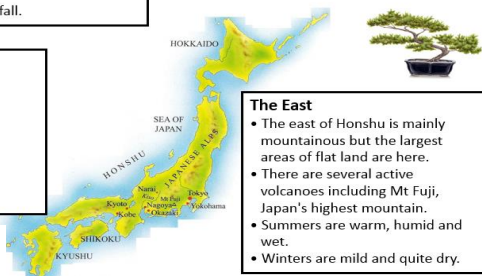 fall.
HOKKAIDO
SEA OF
JAPAN
HONSHU
JAPANESE ALPS
Narai
Kiso
Mt Fuji
Tokyo
Kyoto
Nagoya
Yokohama
Kobe
Okazaki
SHIKOKU
KYUSHU
The East
• The east of Honshu is mainly
mountainous but the largest
areas of flat land are here.
• There are several active
volcanoes including Mt Fuji,
Japan's highest mountain.
• Summers are warm, humid and
wet.
• Winters are mild and quite dry.